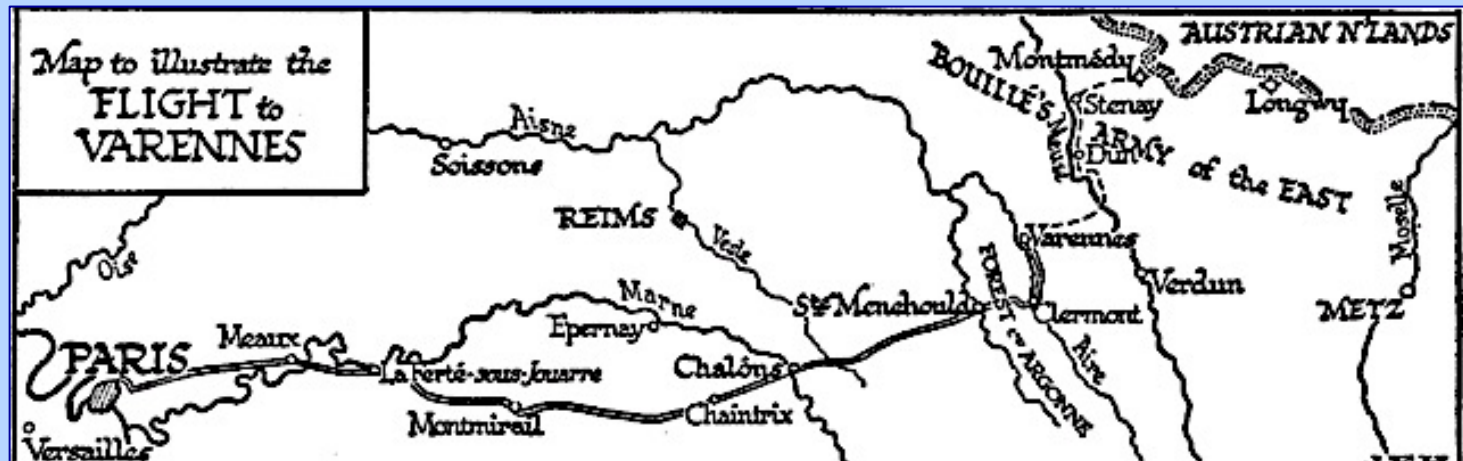 Map to illustrate the
FLIGHT to
VARENNES
AUSTRIAN N'LANDS
Montmédy
BOUILLÉ'S
Longwy
Stenay
Aisne
Soissons
ARMY of the EAST
Dun
REIMS
Vesle
Moselle
Varennes
Oise
Verdun
Marne
METZ
Ste Menehould
FOREST
ARGONNE
Clermont
Meaux
Epernay
PARIS
La Ferté-sous-Jouarre
Chalóns
Aire
Chaintrix
Montmirail
Versailles